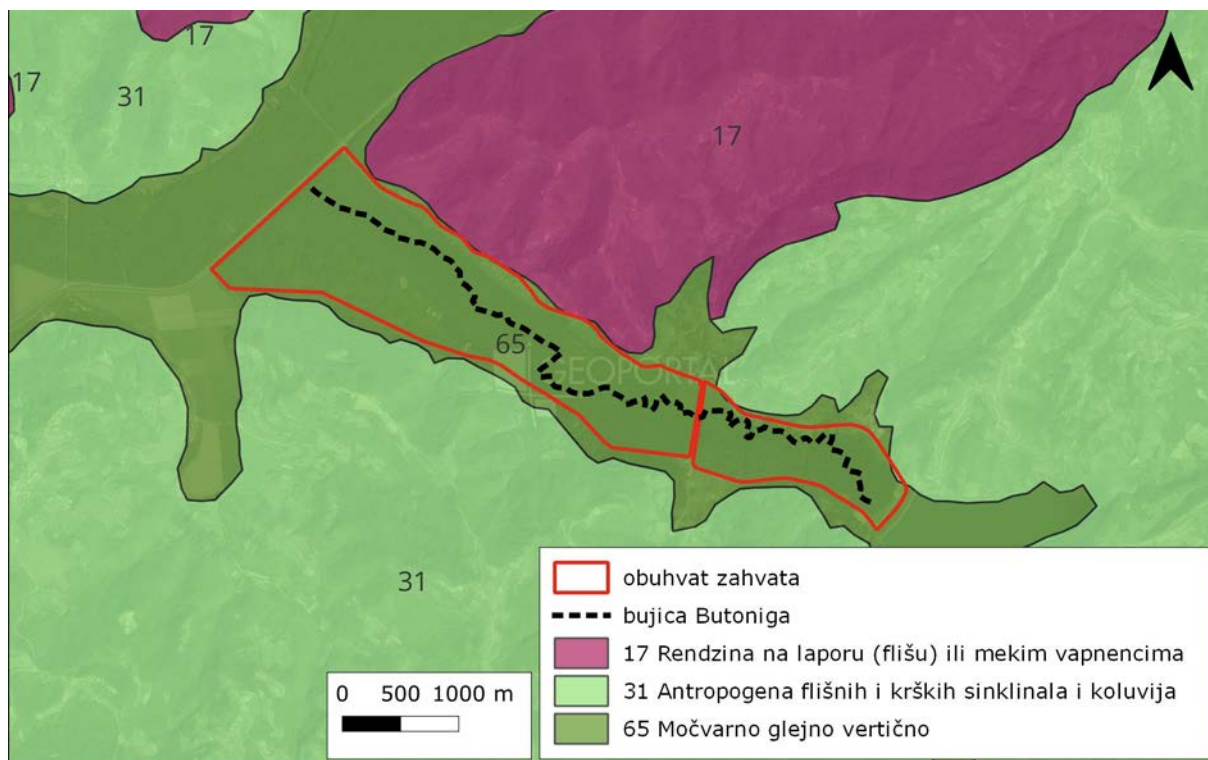 17
17
31
17
65
GEOPORTAL
31
obuhvat zahvata
bujica Butoniga
17 Rendzina na laporu (flišu) ili mekim vapnencima
31 Antropogena flišnih i krških sinklinala i koluvija
65 Močvarno glejno vertično
0 500 1000 m